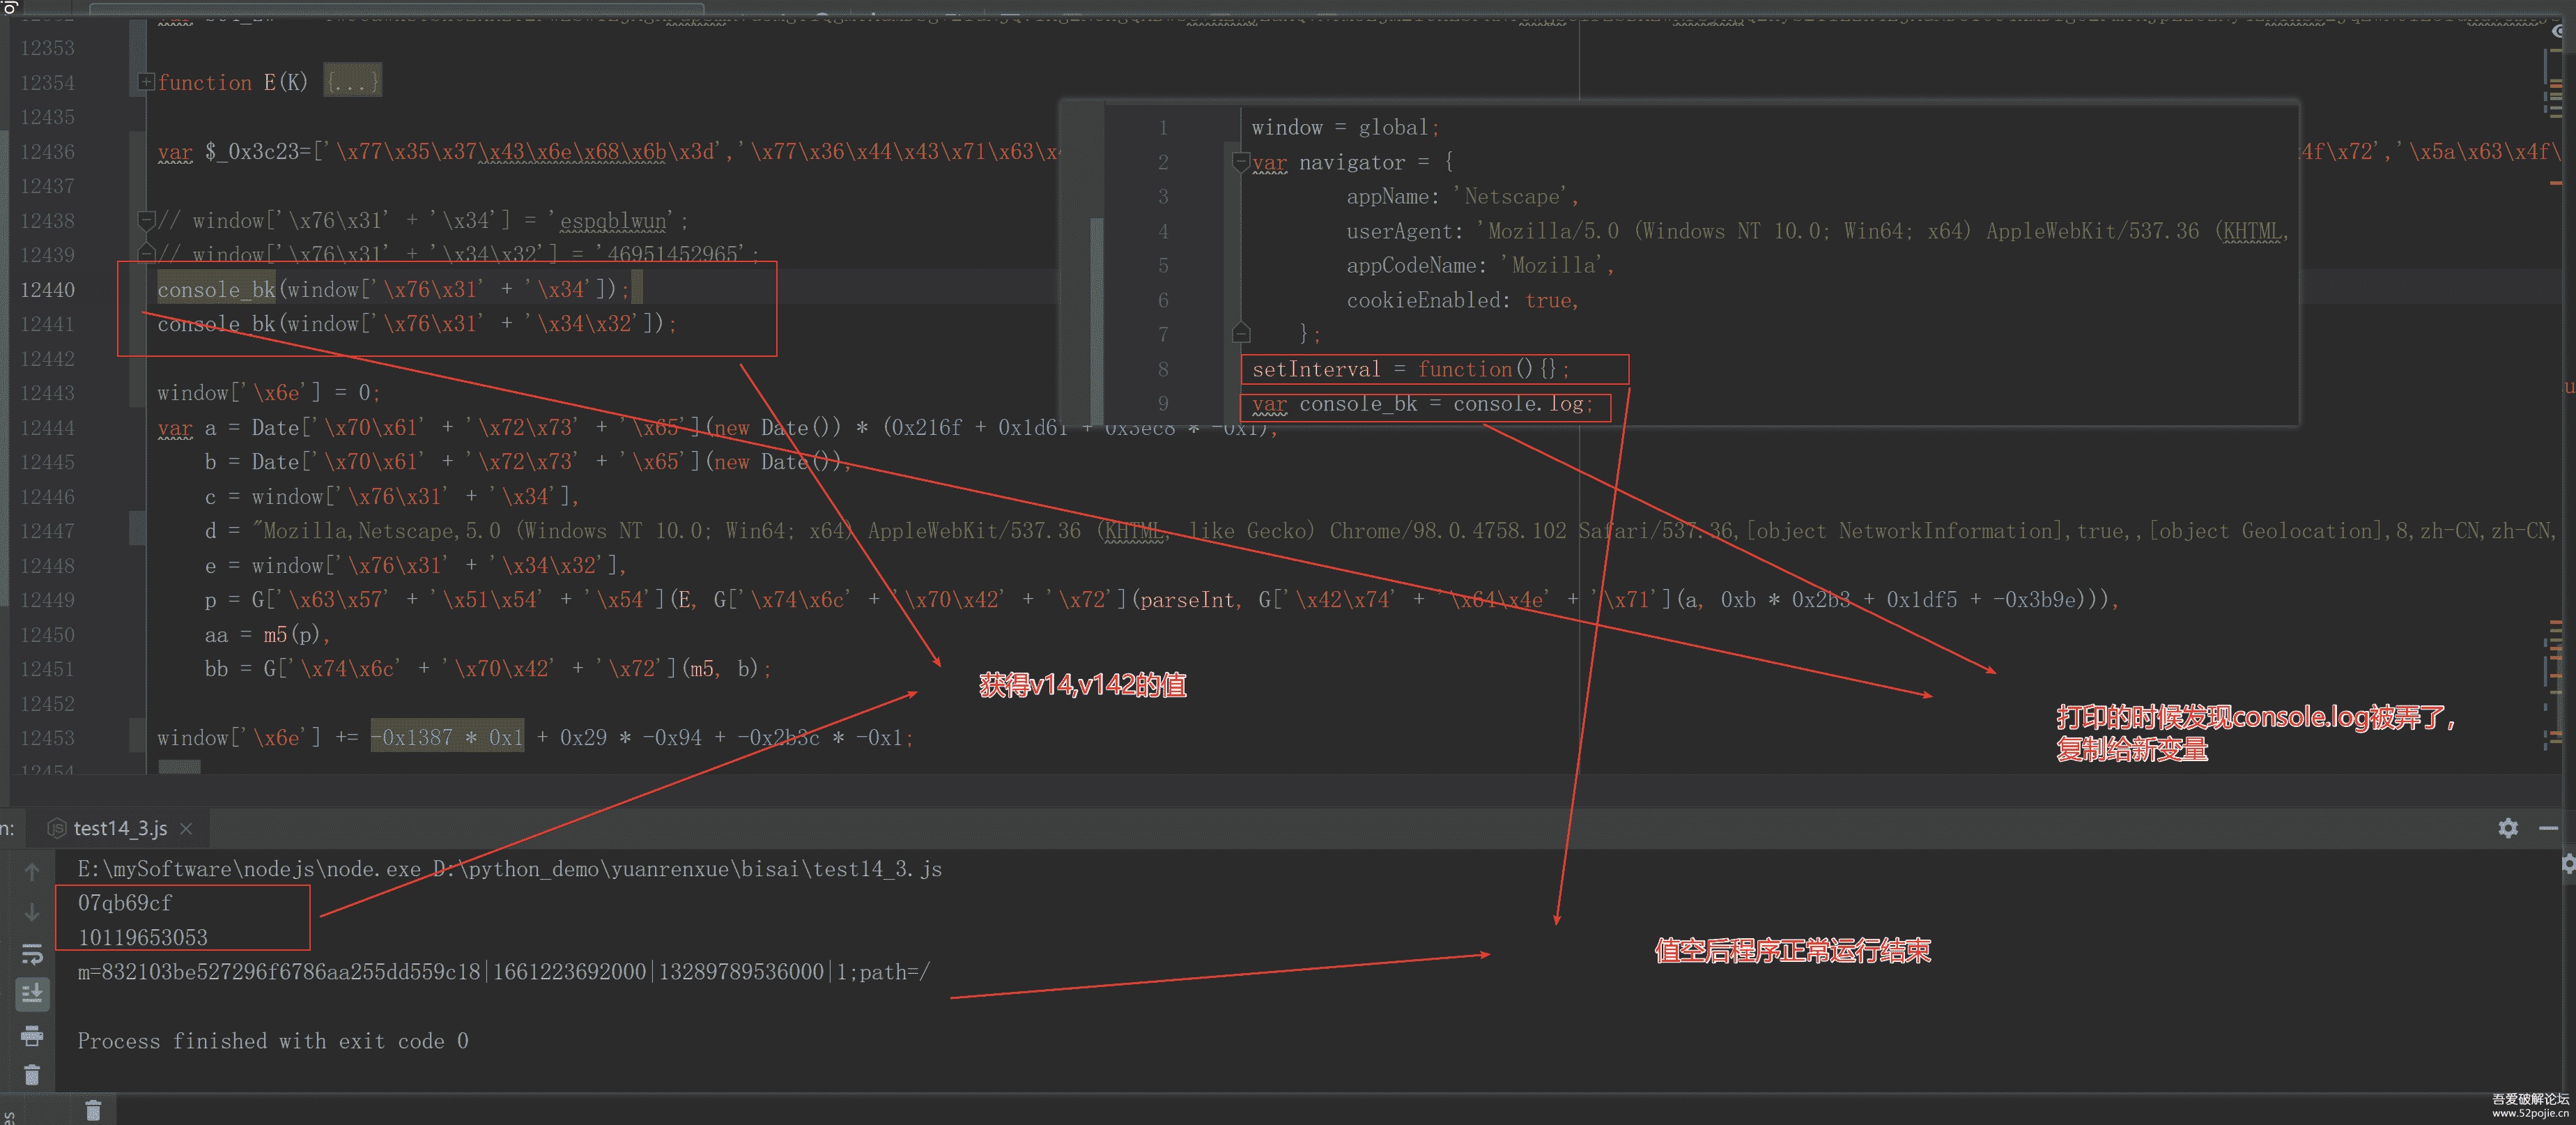 12353
12354 function E(K) {...}
12435
12436 var $_0x3c23=['\x77\x35\x37\x43\x6e\x68\x6b\x3d','\x77\x36\x44\x43\x71\x63\x 4f\x72','\x5a\x63\x4f\
12437
12438 // window['\x76\x31' + '\x34'] = 'espqblwun';
12439 // window['\x76\x31' + '\x34\x32'] = '46951452965';
12440 console_bk(window['\x76\x31' + '\x34']);
12441 console_bk(window['\x76\x31' + '\x34\x32']);
12442
12443 window['\x6e'] = 0;
12444 var a = Date['\x70\x61' + '\x72\x73' + '\x65'](new Date()) * (0x216f + 0x1d61 + 0x3ec8 * -0x1),
12445 b = Date['\x70\x61' + '\x72\x73' + '\x65'](new Date()),
12446 c = window['\x76\x31' + '\x34'],
12447 d = "Mozilla,Netscape,5.0 (Windows NT 10.0; Win64; x64) AppleWebKit/537.36 (KHTML, like Gecko) Chrome/98.0.4758.102 Safari/537.36,[object NetworkInformation],true,,[object Geolocation],8,zh-CN,zh-CN,
12448 e = window['\x76\x31' + '\x34\x32'],
12449 p = G['\x63\x57' + '\x51\x54' + '\x54'](E, G['\x74\x6c' + '\x70\x42' + '\x72'](parseInt, G['\x42\x74' + '\x64\x4e' + '\x71'](a, 0xb * 0x2b3 + 0x1df5 + -0x3b9e))),
12450 aa = m5(p),
12451 bb = G['\x74\x6c' + '\x70\x42' + '\x72'](m5, b);
12452
12453 window['\x6e'] += -0x1387 * 0x1 + 0x29 * -0x94 + -0x2b3c * -0x1;
12454
1 window = global;
2 var navigator = {
3 appName: 'Netscape',
4 userAgent: 'Mozilla/5.0 (Windows NT 10.0; Win64; x64) AppleWebKit/537.36 (KHTML,
5 appCodeName: 'Mozilla',
6 cookieEnabled: true,
7 };
8 setInterval = function(){};
9 var console_bk = console.log;
获得v14,v142的值
打印的时候发现console.log被弄了，
复制给新变量
n: test14_3.js
E:\mySoftware\nodejs\node.exe D:\python_demo\yuanrenxue\bisai\test14_3.js
07qb69cf
10119653053
m=832103be527296f6786aa255dd559c18|1661223692000|13289789536000|1;path=/
值空后程序正常运行结束
Process finished with exit code 0
吾爱破解论坛
www.52pojie.cn